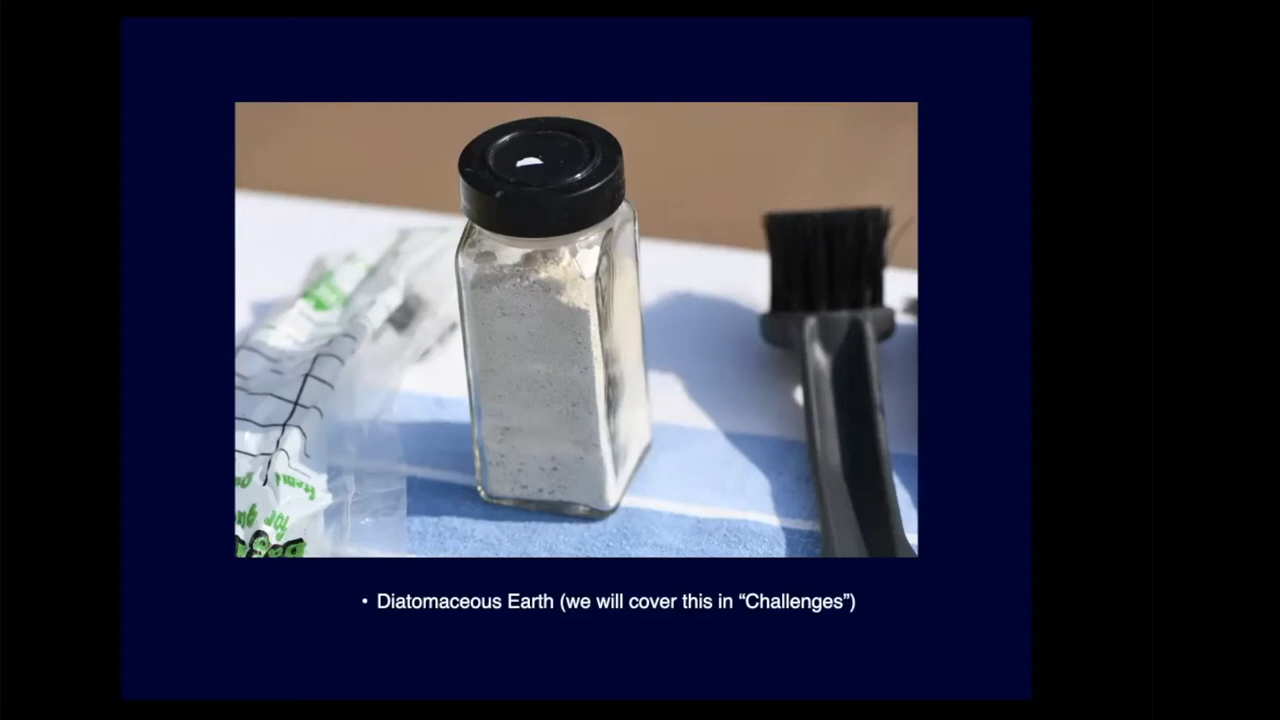 • Diatomaceous Earth (we will cover this in “Challenges”)